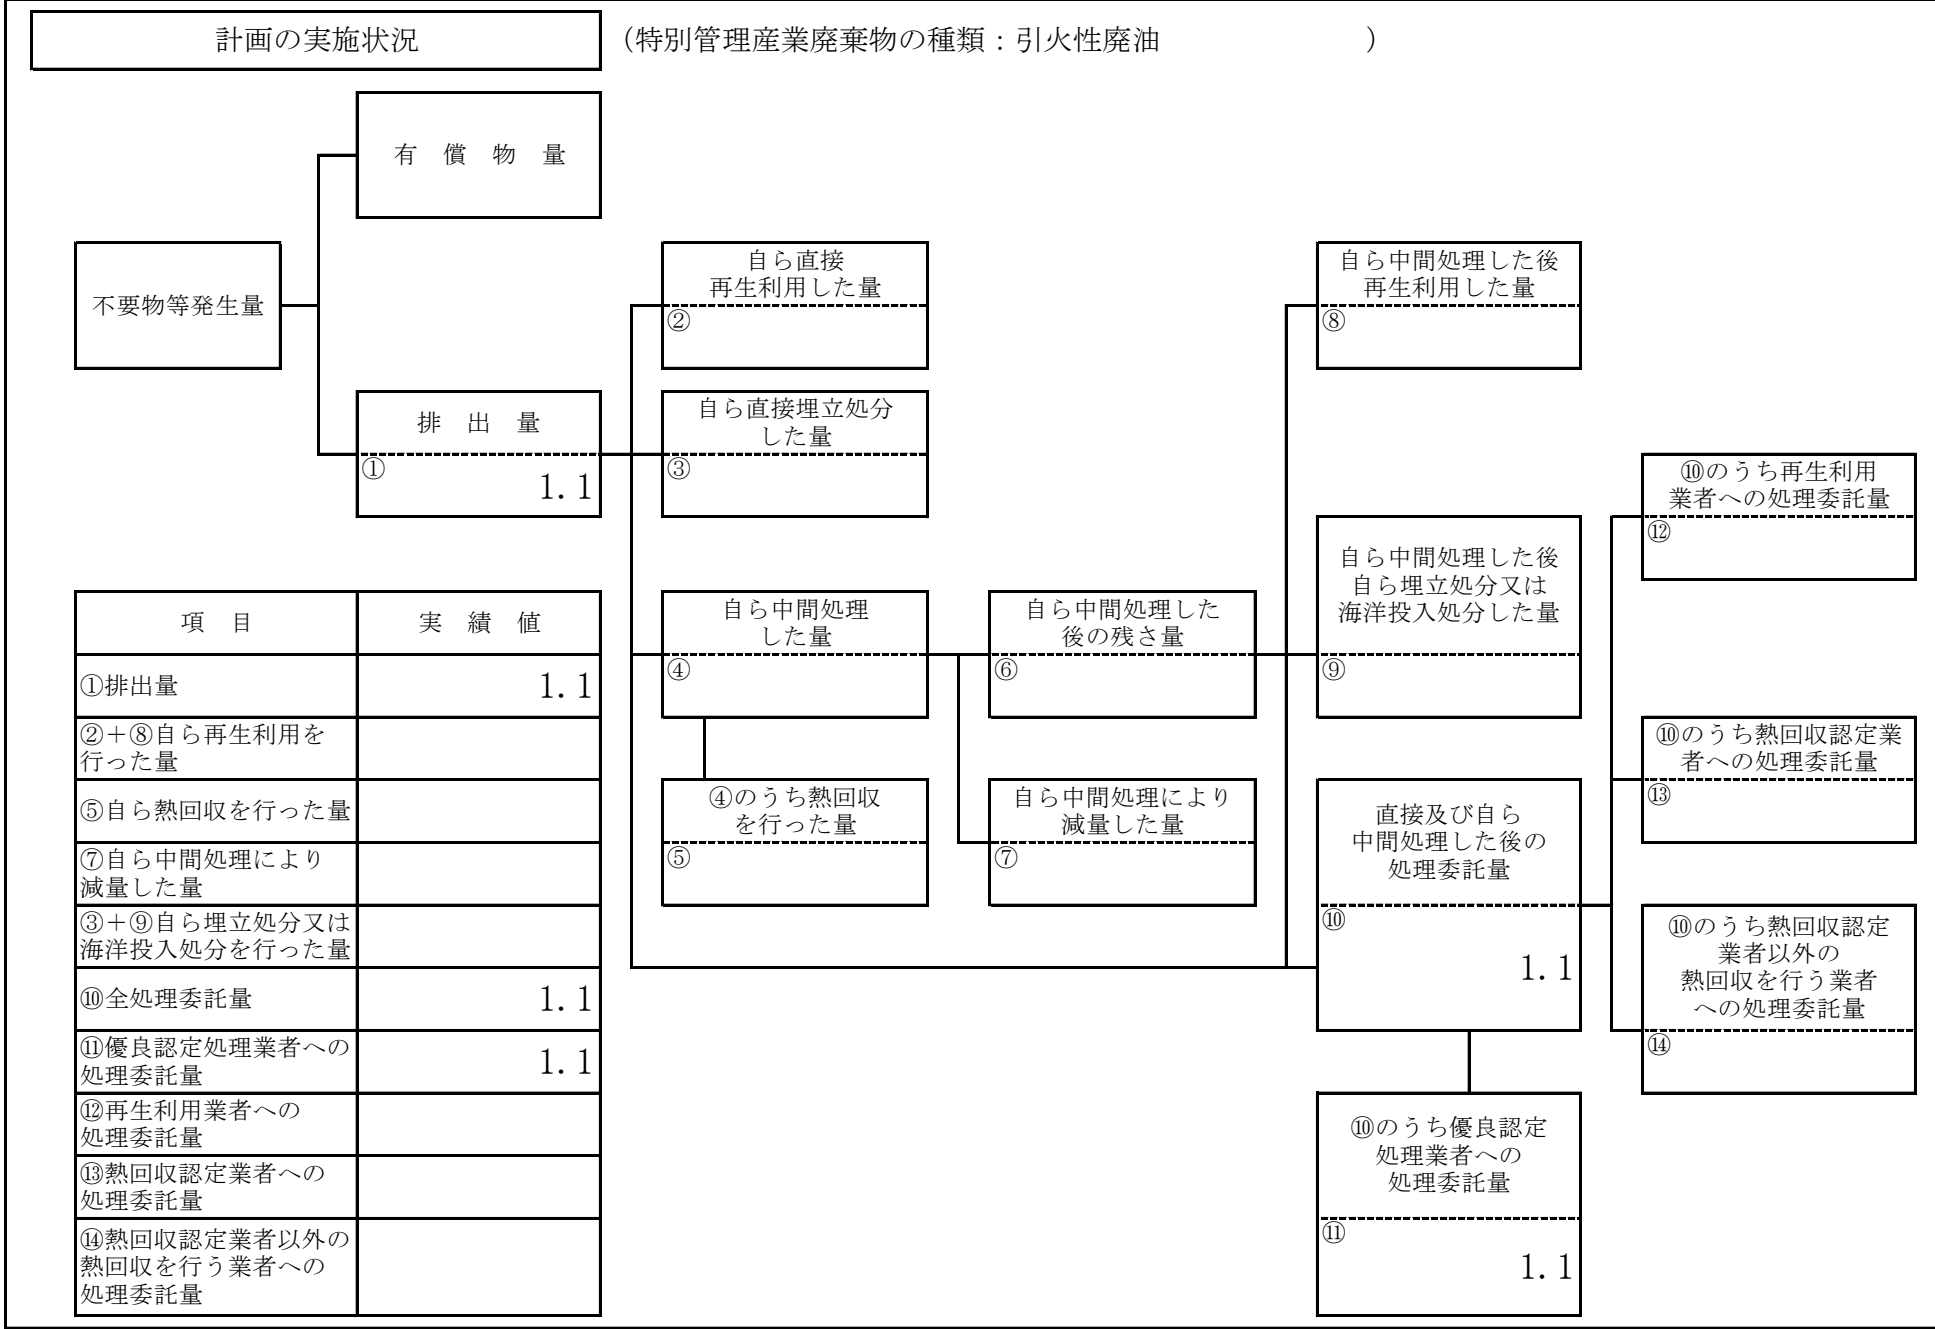 計画の実施状況
(特別管理産業廃棄物の種類：引火性廃油　　　　　　　)
有　償　物　量
不要物等発生量
排　出　量
①
1.1
自ら直接
再生利用した量
②
自ら直接埋立処分
した量
③
自ら中間処理
した量
④
④のうち熱回収
を行った量
⑤
自ら中間処理した
後の残さ量
⑥
自ら中間処理により
減量した量
⑦
自ら中間処理した後
再生利用した量
⑧
自ら中間処理した後
自ら埋立処分又は
海洋投入処分した量
⑨
直接及び自ら
中間処理した後の
処理委託量
⑩
1.1
⑩のうち優良認定
処理業者への
処理委託量
⑪
1.1
⑩のうち再生利用
業者への処理委託量
⑫
⑩のうち熱回収認定業
者への処理委託量
⑬
⑩のうち熱回収認定
業者以外の
熱回収を行う業者
への処理委託量
⑭
項　目　実　績　値
①排出量　1.1
②＋⑧自ら再生利用を
行った量
⑤自ら熱回収を行った量
⑦自ら中間処理により
減量した量
③＋⑨自ら埋立処分又は
海洋投入処分を行った量
⑩全処理委託量　1.1
⑪優良認定処理業者への
処理委託量　1.1
⑫再生利用業者への
処理委託量
⑬熱回収認定業者への
処理委託量
⑭熱回収認定業者以外の
熱回収を行う業者への
処理委託量